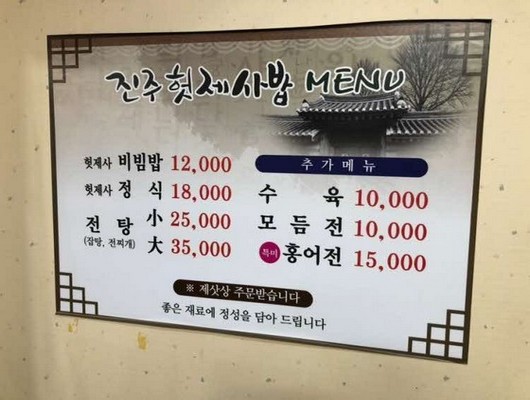 진주헛제사밥 MENU
헛제사 비빔밥 12,000
헛제사 정식 18,000
전탕 小 25,000
(잡탕, 전찌개) 大 35,000
추가메뉴
수육 10,000
모듬전 10,000
특미 홍어전 15,000
※ 제삿상 주문받습니다
좋은 재료에 정성을 담아 드립니다